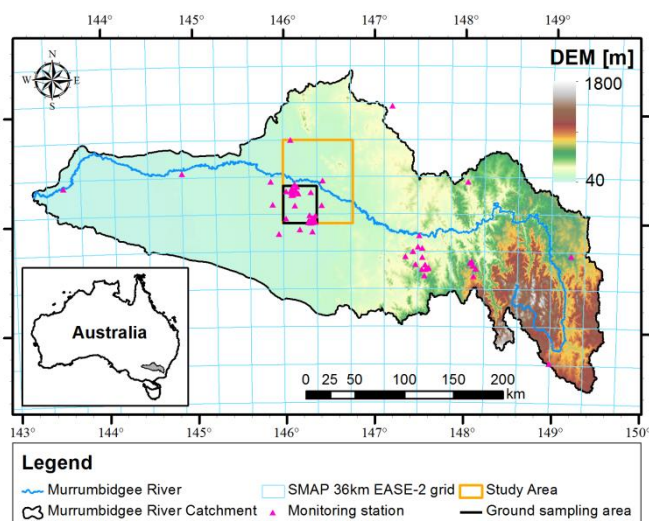 144° 145° 146° 147° 148° 149°
N
W E
S
DEM [m]
1800
40
Australia
0 25 50 100 150 200
km
143° 144° 145° 146° 147° 148° 149° 150°
Legend
Murrumbidgee River SMAP 36km EASE-2 grid Study Area
Murrumbidgee River Catchment Monitoring station Ground sampling area